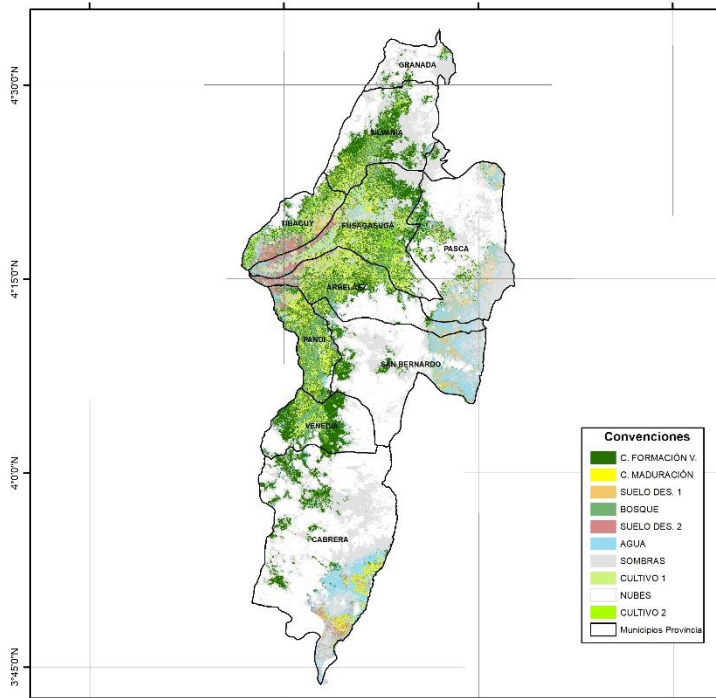 4°30'0"N
GRANADA
SILVANIA
TIBACUY
FUSAGASUGA
PASCA
4°15'0"N
ARBELAEZ
PANDI
SAN BERNARDO
VENECIA
4°0'0"N
CABRERA
3°45'0"N
Convenciones
C. FORMACIÓN V.
C. MADURACIÓN
SUELO DES. 1
BOSQUE
SUELO DES. 2
AGUA
SOMBRAS
CULTIVO 1
NUBES
CULTIVO 2
Municipios Provincia